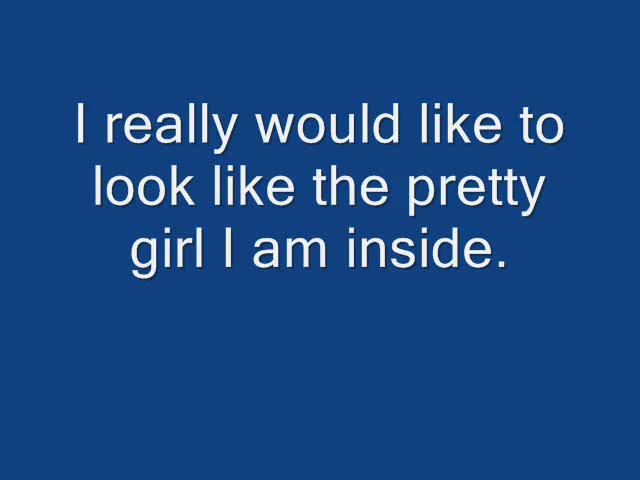 I really would like to
look like the pretty
girl I am inside.